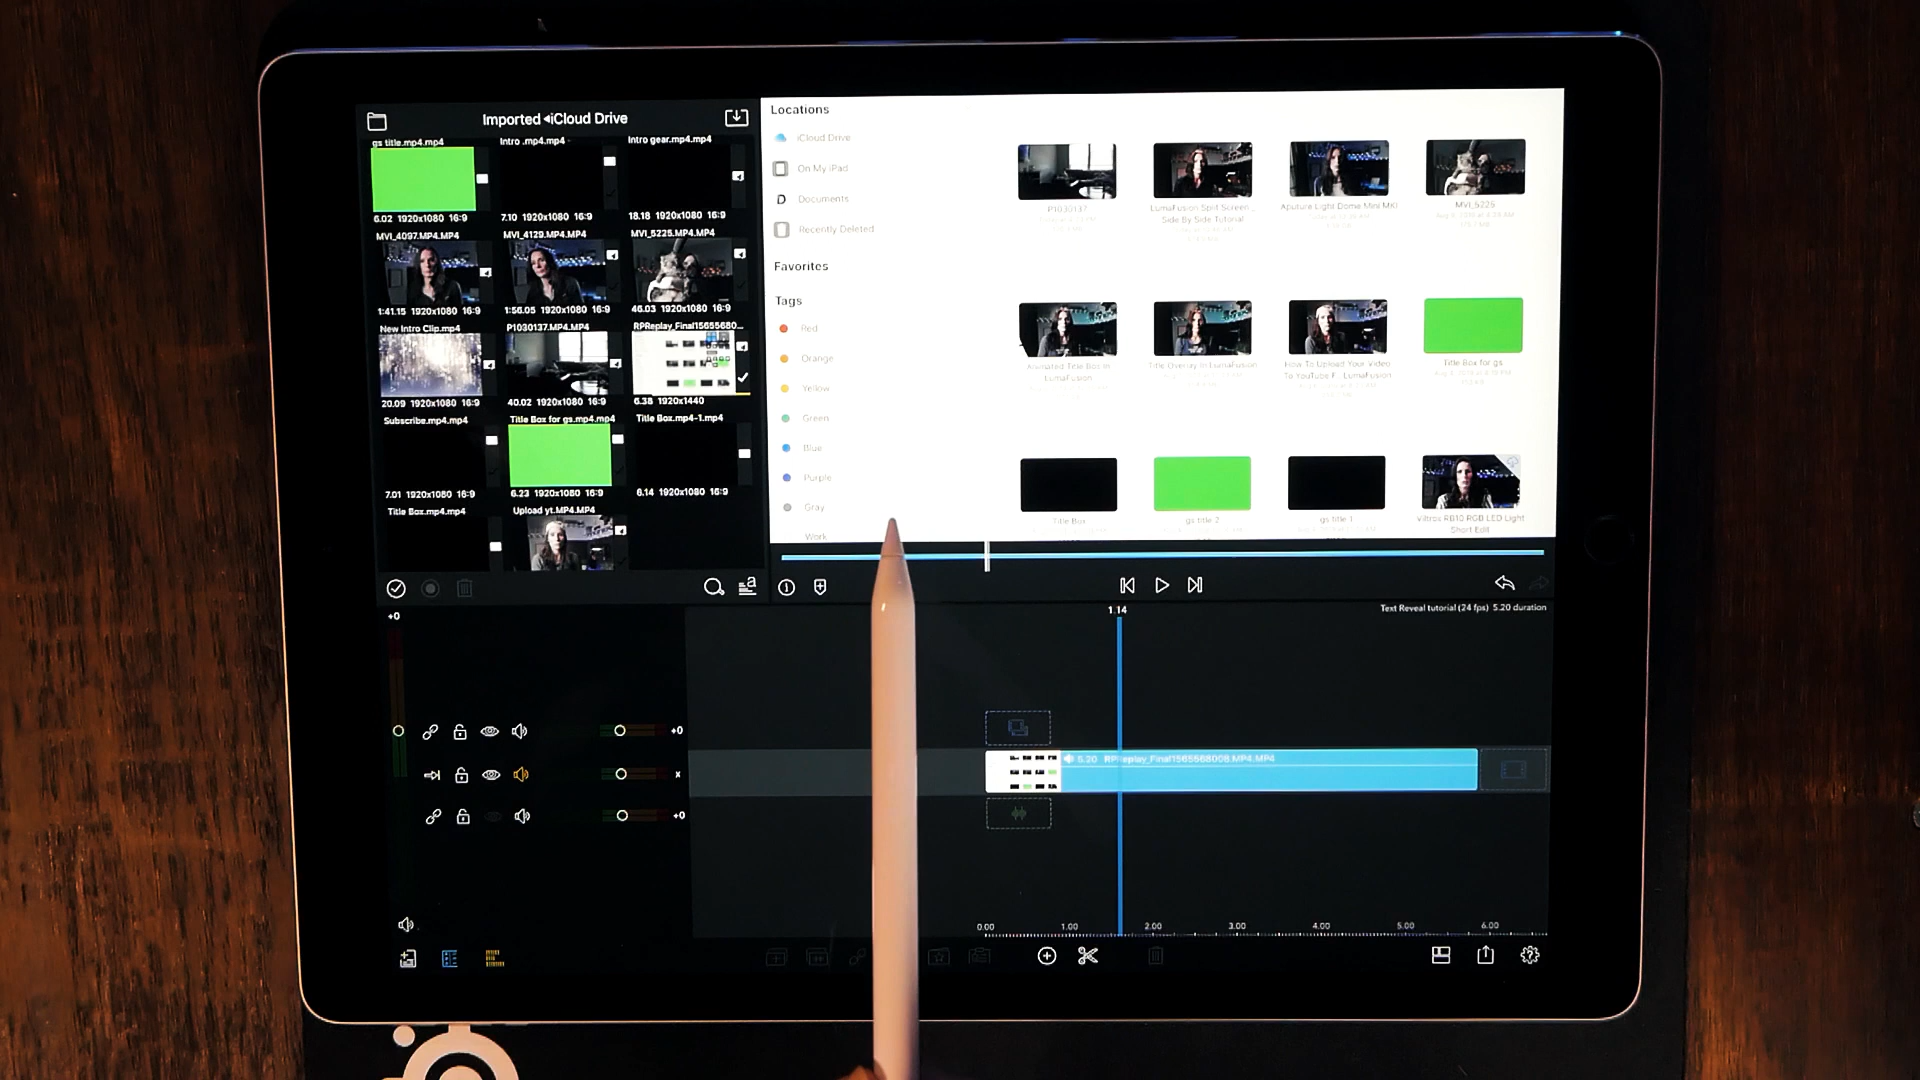 Imported ◂iCloud Drive
gs title.mp4.mp4
Intro .mp4.mp4
Intro gear.mp4.mp4
6.02 1920x1080 16:9
7.10 1920x1080 16:9
18.18 1920x1080 16:9
MVI_4097.MP4.MP4
MVI_4129.MP4.MP4
MVI_5225.MP4.MP4
1:41.15 1920x1080 16:9
1:56.05 1920x1080 16:9
46.03 1920x1080 16:9
New Intro Clip.mp4
P1030137.MP4.MP4
RPReplay_Final15655680...
20.09 1920x1080 16:9
40.02 1920x1080 16:9
6.38 1920x1440
Subscribe.mp4.mp4
Title Box for gs.mp4.mp4
Title Box.mp4-1.mp4
7.01 1920x1080 16:9
6.23 1920x1080 16:9
6.14 1920x1080 16:9
Title Box.mp4.mp4
Upload yt.MP4.MP4
Locations
iCloud Drive
On My iPad
Documents
Recently Deleted
Favorites
Tags
Red
Orange
Yellow
Green
Blue
Purple
Gray
Work
P1030137
LumaFusion Split Screen_
Side By Side Tutorial
Aputure Light Dome Mini MKI
MVI_5225
Animated Title Box in
LumaFusion
Title Overlay in LumaFusion
How To Upload Your Video
To YouTube F... LumaFusion
Title Box for gs
Title Box
gs title 2
gs title 1
Viltrox RB10 RGB LED Light
Short Edit
1.14
Text Reveal tutorial (24 fps) 5.20 duration
+0
+0
x
+0
5.20 RPReplay_Final1565568008.MP4.MP4
0.00 1.00 2.00 3.00 4.00 5.00 6.00